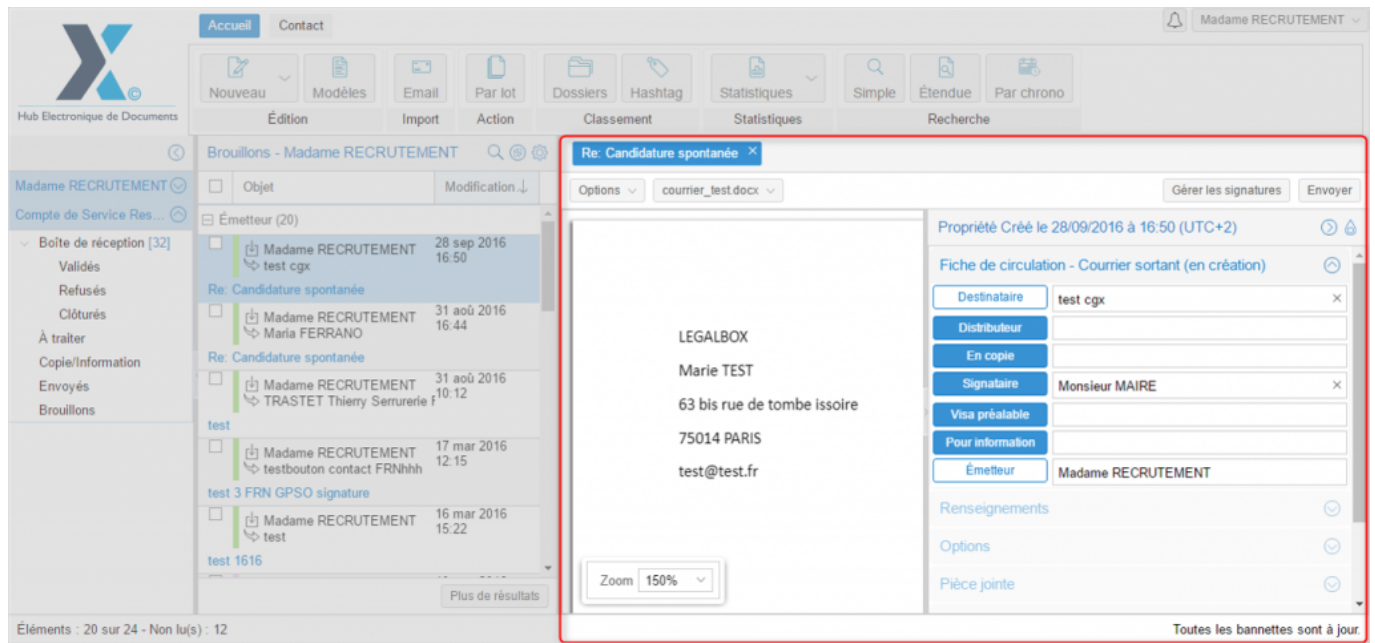 Accueil Contact
Madame RECRUTEMENT
Nouveau Modèles Email Par lot Dossiers Hashtag Statistiques Simple Étendue Par chrono
Édition Import Action Classement Statistiques Recherche
©
Hub Electronique de Documents
Madame RECRUTEMENT
Compte de Service Res...
Boîte de réception [32]
Validés
Refusés
Clôturés
À traiter
Copie/Information
Envoyés
Brouillons
Brouillons - Madame RECRUTEMENT
Objet Modification
Émetteur (20)
Madame RECRUTEMENT 28 sep 2016
test cgx 16:50
Re: Candidature spontanée
Madame RECRUTEMENT 31 aoû 2016
Maria FERRANO 16:44
Re: Candidature spontanée
Madame RECRUTEMENT 31 aoû 2016
TRASTET Thierry Serrurerie 10:12
test
Madame RECRUTEMENT 17 mar 2016
testbouton contact FRNhhh 12:15
test 3 FRN GPSO signature
Madame RECRUTEMENT 16 mar 2016
test 15:22
test 1616
Plus de résultats
Re: Candidature spontanée ×
Options courrier_test.docx Gérer les signatures Envoyer
LEGALBOX
Marie TEST
63 bis rue de tombe issoire
75014 PARIS
test@test.fr
Zoom 150%
Propriété Créé le 28/09/2016 à 16:50 (UTC+2)
Fiche de circulation - Courrier sortant (en création)
Destinataire test cgx ×
Distributeur
En copie
Signataire Monsieur MAIRE ×
Visa préalable
Pour information
Émetteur Madame RECRUTEMENT
Renseignements
Options
Pièce jointe
Éléments : 20 sur 24 - Non lu(s) : 12
Toutes les bannettes sont à jour.